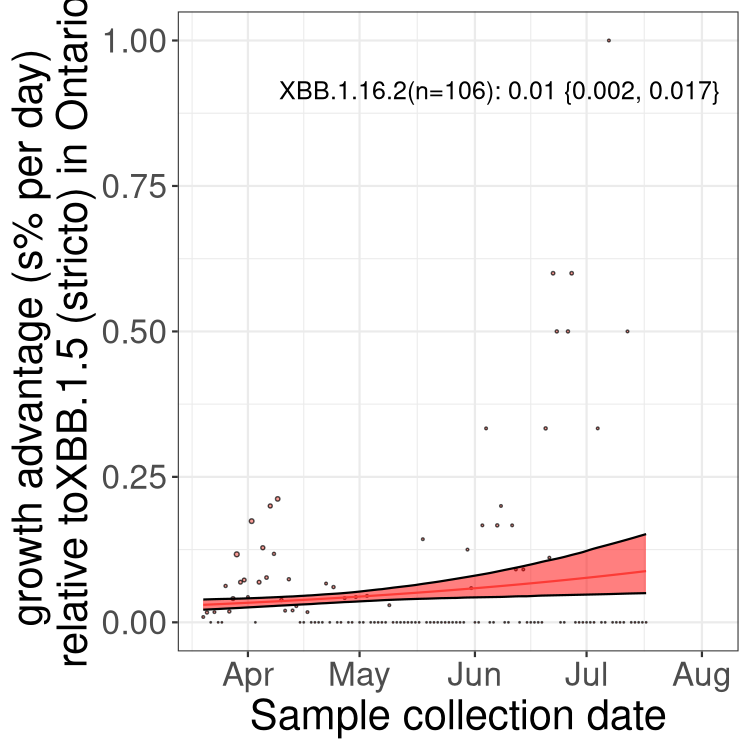 growth advantage (s% per day)
relative toXBB.1.5 (stricto) in Ontario
1.00
0.75
0.50
0.25
0.00
XBB.1.16.2(n=106): 0.01 {0.002, 0.017}
Apr May Jun Jul Aug
Sample collection date